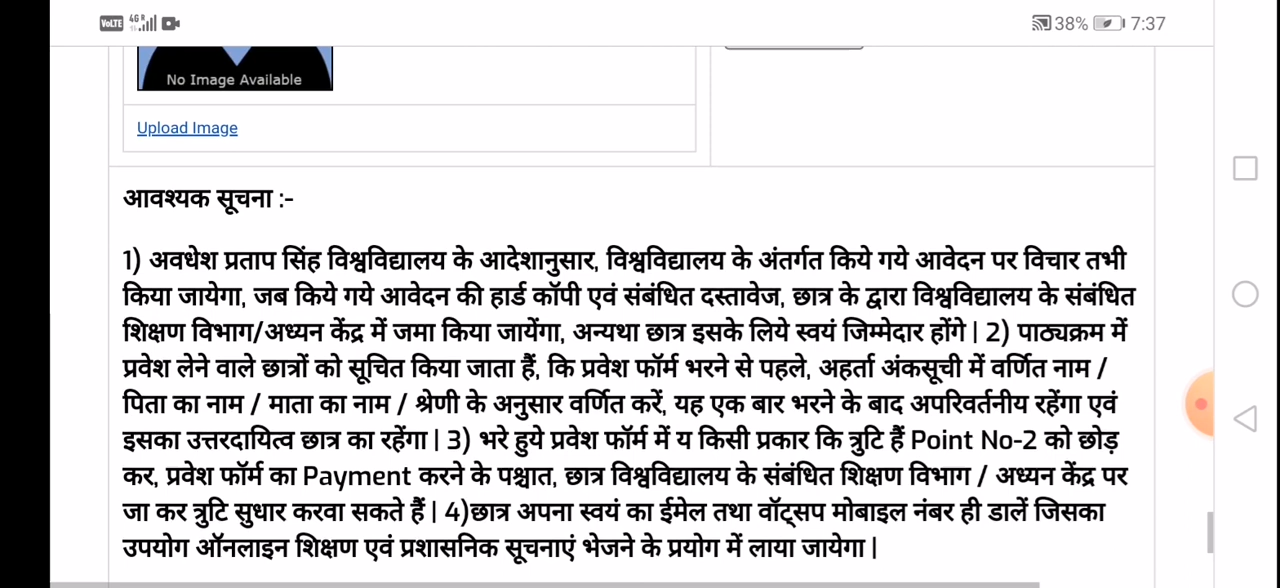 VoLTE 4G R 38% 7:37
No Image Available
Upload Image
आवश्यक सूचना :-
1) अवधेश प्रताप सिंह विश्वविद्यालय के आदेशानुसार, विश्वविद्यालय के अंतर्गत किये गये आवेदन पर विचार तभी
किया जायेगा, जब किये गये आवेदन की हार्ड कॉपी एवं संबंधित दस्तावेज, छात्र के द्वारा विश्वविद्यालय के संबंधित
शिक्षण विभाग/अध्यन केंद्र में जमा किया जायेंगा, अन्यथा छात्र इसके लिये स्वयं जिम्मेदार होंगे | 2) पाठ्यक्रम में
प्रवेश लेने वाले छात्रों को सूचित किया जाता हैं, कि प्रवेश फॉर्म भरने से पहले, अहर्ता अंकसूची में वर्णित नाम /
पिता का नाम / माता का नाम / श्रेणी के अनुसार वर्णित करें, यह एक बार भरने के बाद अपरिवर्तनीय रहेंगा एवं
इसका उत्तरदायित्व छात्र का रहेंगा | 3) भरे हुये प्रवेश फॉर्म में य किसी प्रकार कि त्रुटि हैं Point No-2 को छोड़
कर, प्रवेश फॉर्म का Payment करने के पश्चात, छात्र विश्वविद्यालय के संबंधित शिक्षण विभाग / अध्यन केंद्र पर
जा कर त्रुटि सुधार करवा सकते हैं | 4)छात्र अपना स्वयं का ईमेल तथा वॉट्सप मोबाइल नंबर ही डालें जिसका
उपयोग ऑनलाइन शिक्षण एवं प्रशासनिक सूचनाएं भेजने के प्रयोग में लाया जायेगा |